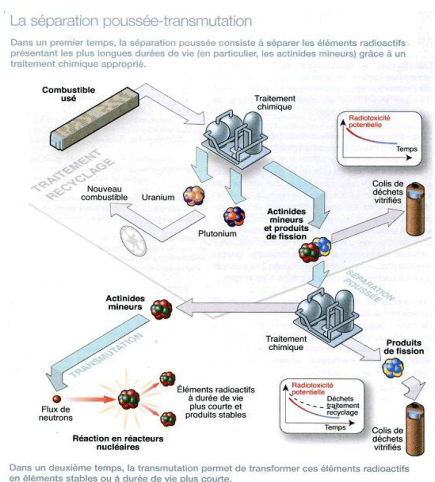 La séparation poussée-transmutation
Dans un premier temps, la séparation poussée consiste à séparer les éléments radioactifs
présentant les plus longues durées de vie (en particulier, les actinides mineurs) grâce à un
traitement chimique approprié.
Combustible
usé
Traitement
chimique
Radiotoxicité
potentielle
Temps
TRAITEMENT
RECYCLAGE
Nouveau
combustible
Uranium
Plutonium
Actinides
mineurs
et produits
de fission
Colis de
déchets
vitrifiés
SÉPARATION
POUSSÉE
Actinides
mineurs
Traitement
chimique
Produits
de fission
TRANSMUTATION
Flux de
neutrons
Éléments radioactifs
à durée de vie
plus courte et
produits stables
Réaction en réacteurs
nucléaires
Radiotoxicité
potentielle
Déchets
traitement
recyclage
Temps
Colis de
déchets
vitrifiés
Dans un deuxième temps, la transmutation permet de transformer ces éléments radioactifs
en éléments stables ou à durée de vie plus courte.